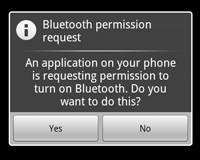 Bluetooth permission
request
An application on your phone
is requesting permission to
turn on Bluetooth. Do you
want to do this?
Yes No